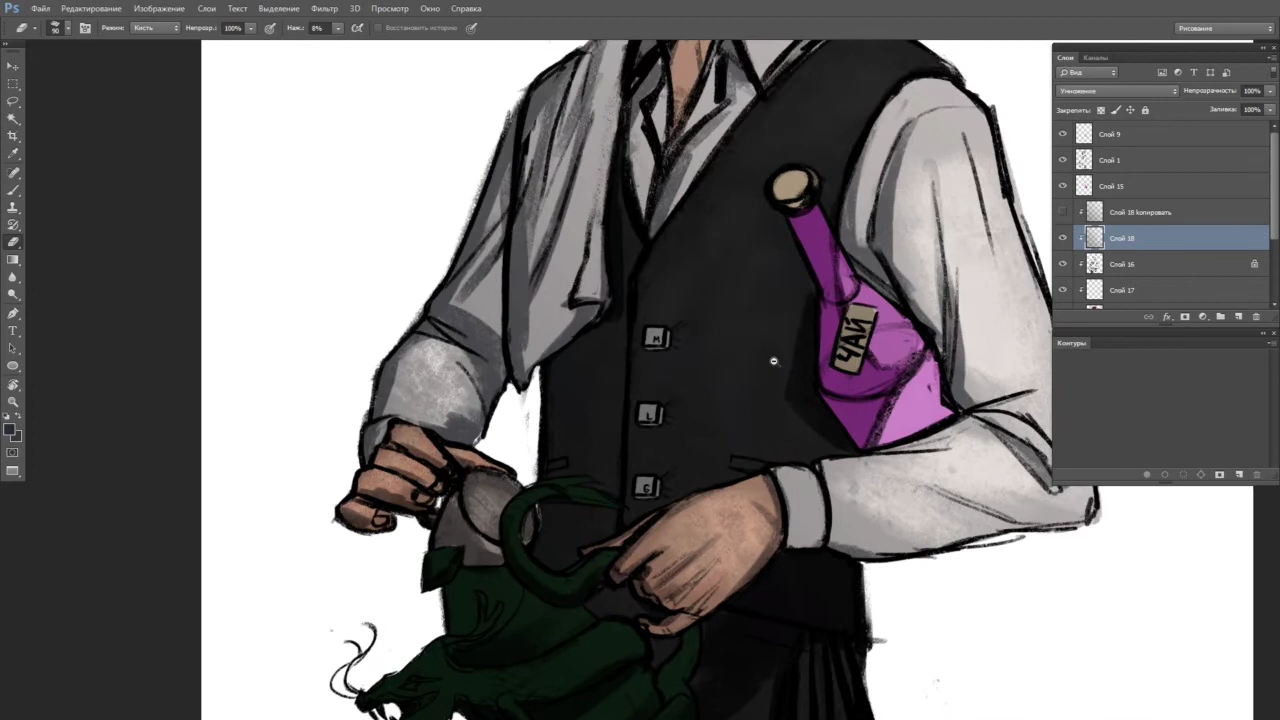 Ps Файл Редактирование Изображение Слои Текст Выделение Фильтр 3D Просмотр Окно Справка
90 Режим: Кисть Непрозр.: 100% Наж.: 8% Восстановить историю Рисование
Слои Каналы
Вид
Умножение Непрозрачность: 100%
Закрепить: Заливка: 100%
Слой 9
Слой 1
Слой 15
Слой 18 копировать
Слой 18
Слой 16
Слой 17
Контуры
ЧАЙ
M
L
G